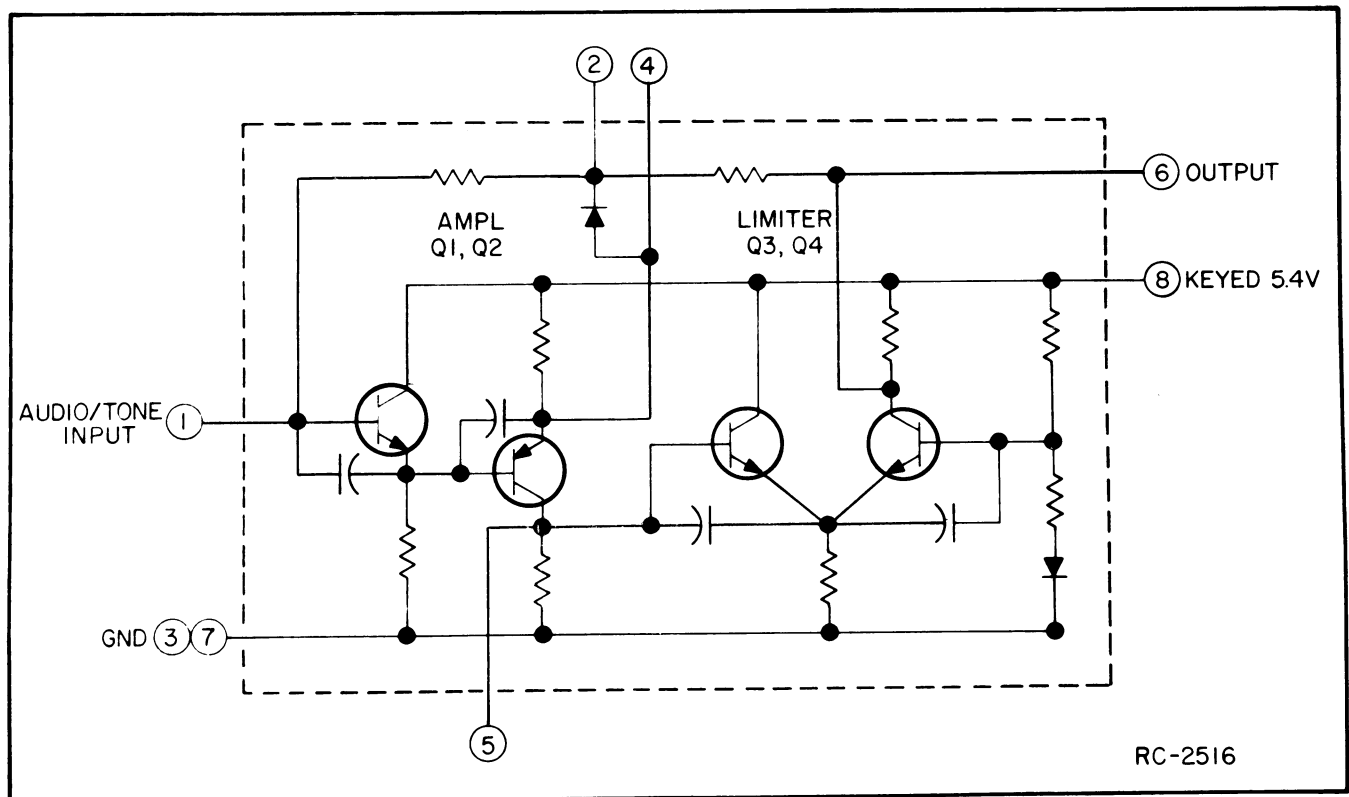 2 4
6 OUTPUT
AMPL
Q1, Q2
LIMITER
Q3, Q4
8 KEYED 5.4V
AUDIO/TONE
INPUT
1
GND 3 7
5
RC-2516